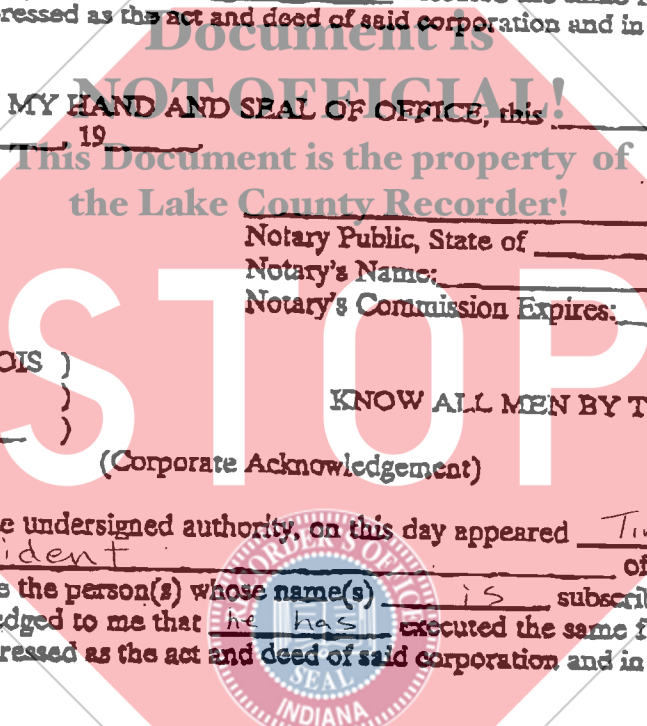 ressed as the act and deed of said corporation and in
Document is
NOT OFFICIAL!
MY HAND AND SEAL OF OFFICE, this
, 19
This Document is the property of
the Lake County Recorder!
Notary Public, State of
Notary's Name:
Notary's Commission Expires:
STOP
OIS )
)
KNOW ALL MEN BY T
)
(Corporate Acknowledgement)
e undersigned authority, on this day appeared Ti
ident of
s the person(s) whose name(s) is subscrib
edged to me that he has executed the same f
ressed as the act and deed of said corporation and in
RECORDER'S OFFICE
SEAL
INDIANA